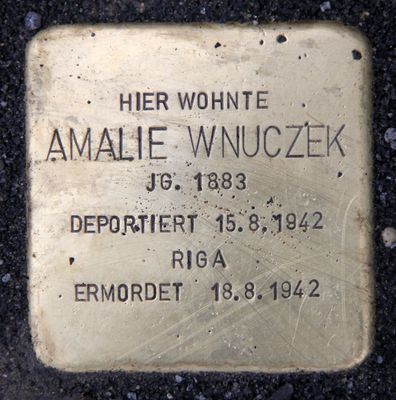 HIER WOHNTE
AMALIE WNUCZEK
JG. 1883
DEPORTIERT 15.8.1942
RIGA
ERMORDET 18.8.1942